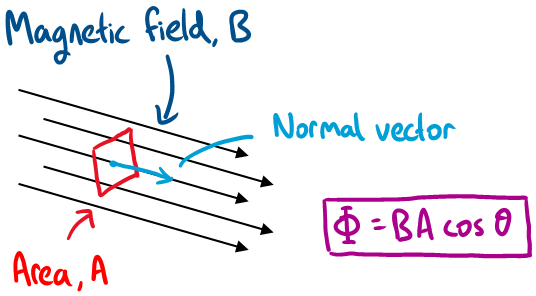 Magnetic field, B
Normal vector
Φ = BA cos θ
Area, A